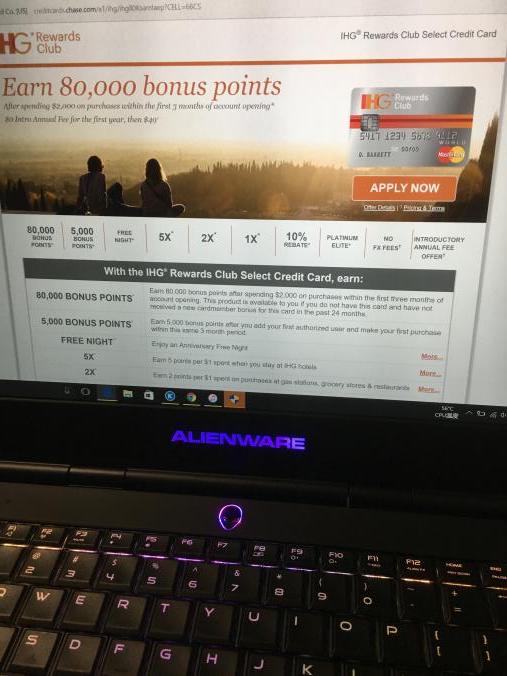 creditcards.chase.com/a1/ihg/ihg80Kbanntaep?CELL=66CS
IHG® Rewards
Club
IHG® Rewards Club Select Credit Card
Earn 80,000 bonus points
After spending $2,000 on purchases within the first 3 months of account opening*
$0 Intro Annual Fee for the first year, then $49†
IHG Rewards
Club
5417 1234 5678 9112
00/00
D. BARRETT
WORLD
MasterCard
APPLY NOW
Offer Details | † Pricing & Terms
80,000 BONUS POINTS*
5,000 BONUS POINTS*
FREE NIGHT*
5X*
2X*
1X*
10% REBATE*
PLATINUM ELITE*
NO FX FEES†
INTRODUCTORY ANNUAL FEE OFFER†
With the IHG® Rewards Club Select Credit Card, earn:
80,000 BONUS POINTS*
Earn 80,000 bonus points after spending $2,000 on purchases within the first three months of
account opening. This product is available to you if you do not have this card and have not
received a new cardmember bonus for this card in the past 24 months.
5,000 BONUS POINTS*
Earn 5,000 bonus points after you add your first authorized user and make your first purchase
within this same 3 month period.
FREE NIGHT*
Enjoy an Anniversary Free Night
More...
5X*
Earn 5 points per $1 spent when you stay at IHG hotels
More...
2X*
Earn 2 points per $1 spent on purchases at gas stations, grocery stores & restaurants
More...
56℃
CPU温度
ALIENWARE
F1 F2 F3 F4 F5 F6 F7 F8 F9 F10 F11 F12 HOME END
@ # $ % ^ & * ( ) - +
2 3 4 5 6 7 8 9 0 =
W E R T Y U I O P { }
[ ]
S D F G H J K